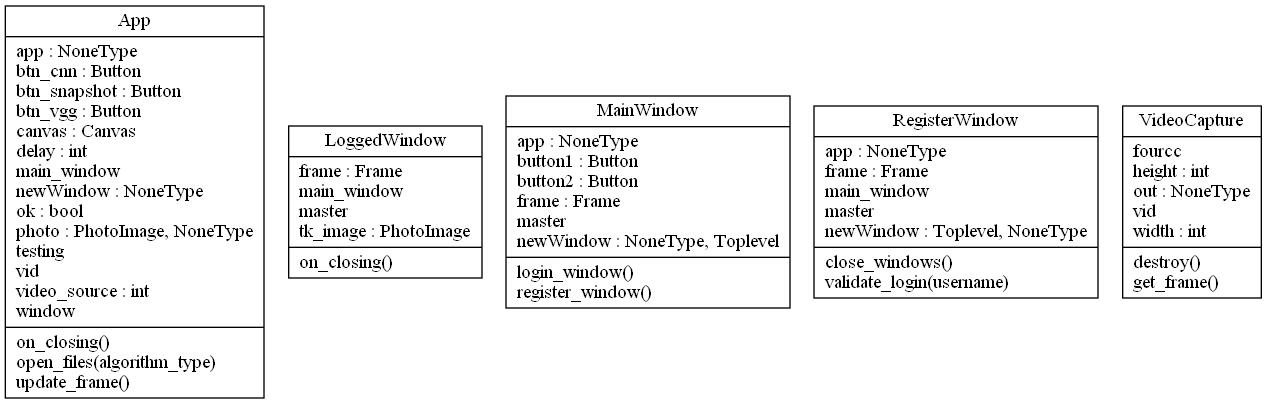 App
app : NoneType
btn_cnn : Button
btn_snapshot : Button
btn_vgg : Button
canvas : Canvas
delay : int
main_window
newWindow : NoneType
ok : bool
photo : PhotoImage, NoneType
testing
vid
video_source : int
window
on_closing()
open_files(algorithm_type)
update_frame()
LoggedWindow
frame : Frame
main_window
master
tk_image : PhotoImage
on_closing()
MainWindow
app : NoneType
button1 : Button
button2 : Button
frame : Frame
master
newWindow : NoneType, Toplevel
login_window()
register_window()
RegisterWindow
app : NoneType
frame : Frame
main_window
master
newWindow : Toplevel, NoneType
close_windows()
validate_login(username)
VideoCapture
fourcc
height : int
out : NoneType
vid
width : int
destroy()
get_frame()